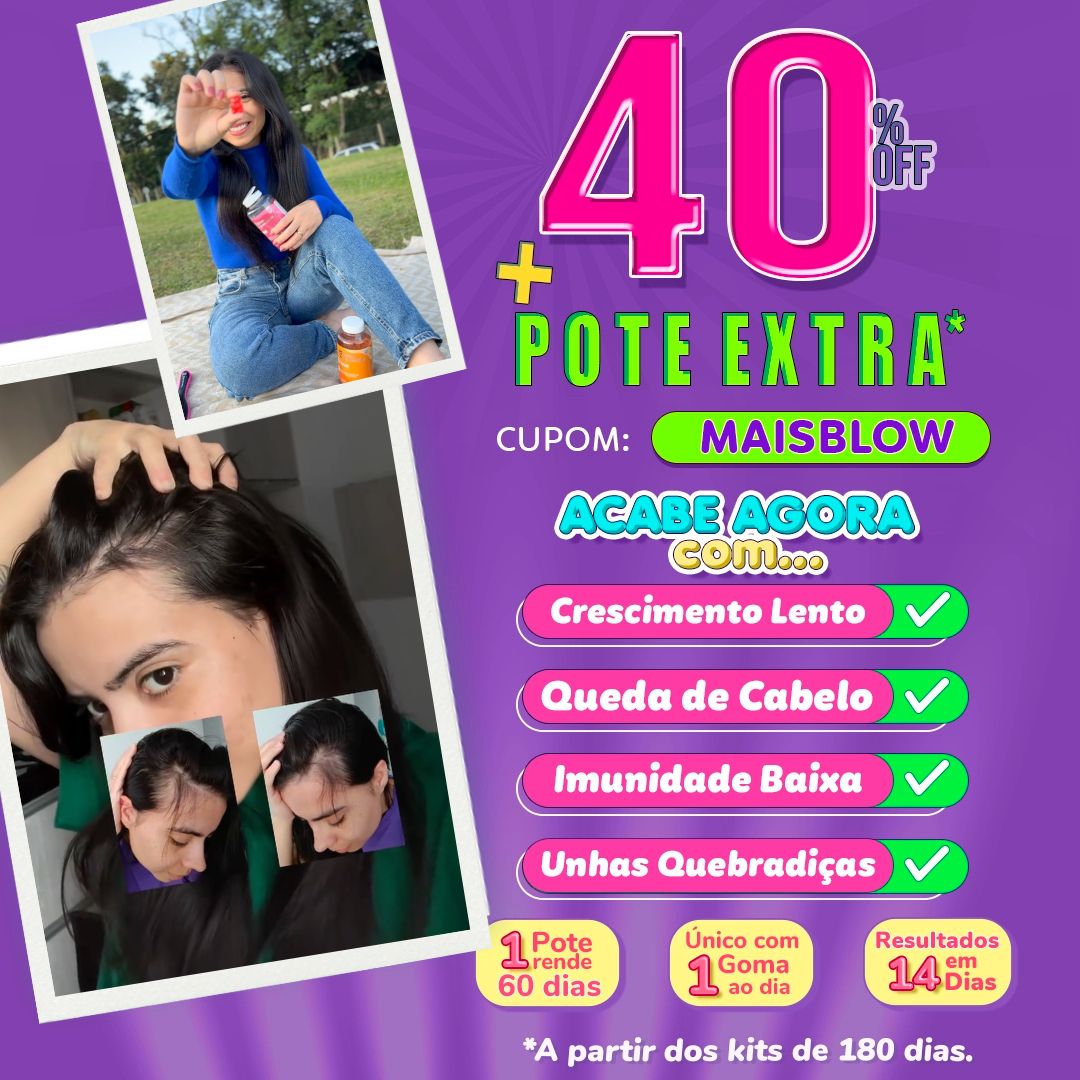 40
% OFF
+
POTE EXTRA*
CUPOM: MAISBLOW
ACABE AGORA
com...
Crescimento Lento
Queda de Cabelo
Imunidade Baixa
Unhas Quebradiças
1 Pote
rende
60 dias
Único com
1 Goma
ao dia
Resultados
14 em
Dias
*A partir dos kits de 180 dias.